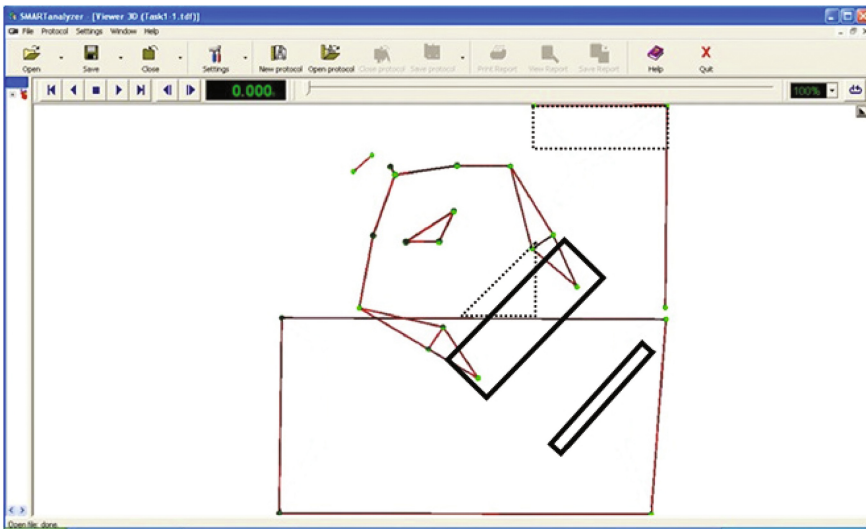 SMARTanalyzer - [Viewer 3D (Task1-1.tdf)]
File Protocol Settings Window Help
Open Save Close Settings New protocol Open protocol Close protocol Save protocol Print Report View Report Save Report Help Quit
0.000s 100%
Open file: done.